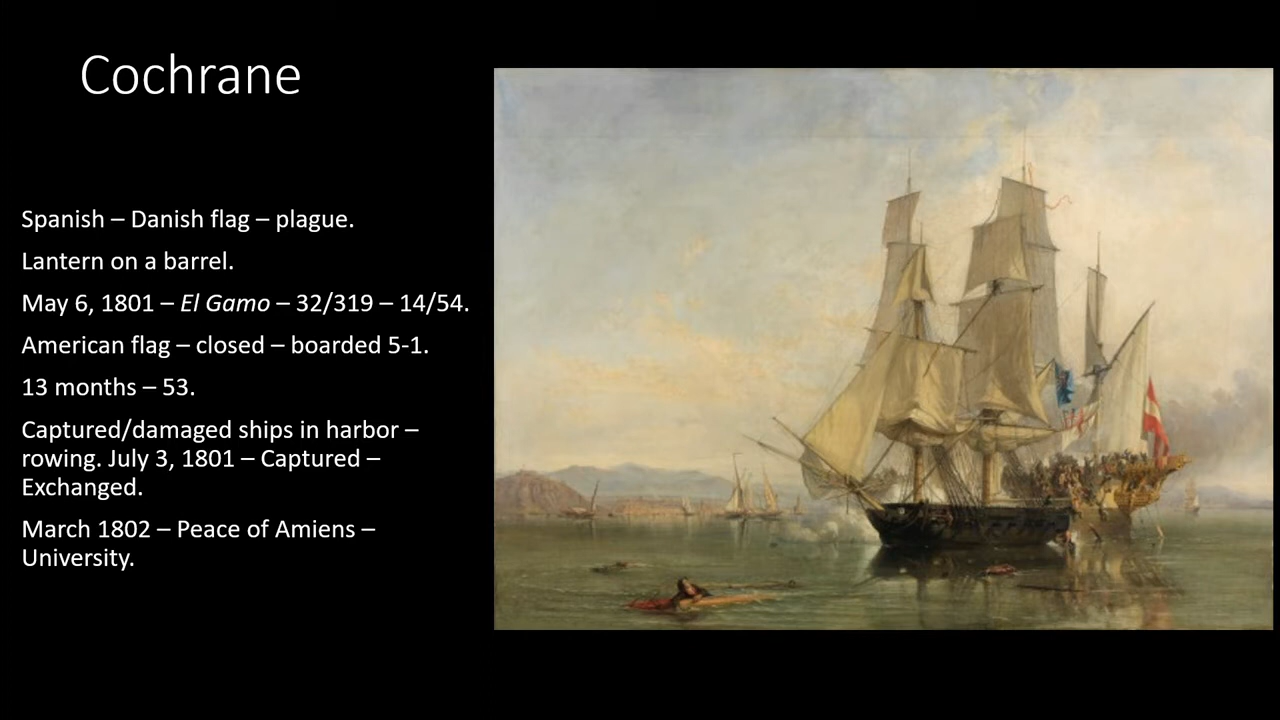 Cochrane
Spanish – Danish flag – plague.
Lantern on a barrel.
May 6, 1801 – El Gamo – 32/319 – 14/54.
American flag – closed – boarded 5-1.
13 months – 53.
Captured/damaged ships in harbor –
rowing. July 3, 1801 – Captured –
Exchanged.
March 1802 – Peace of Amiens –
University.